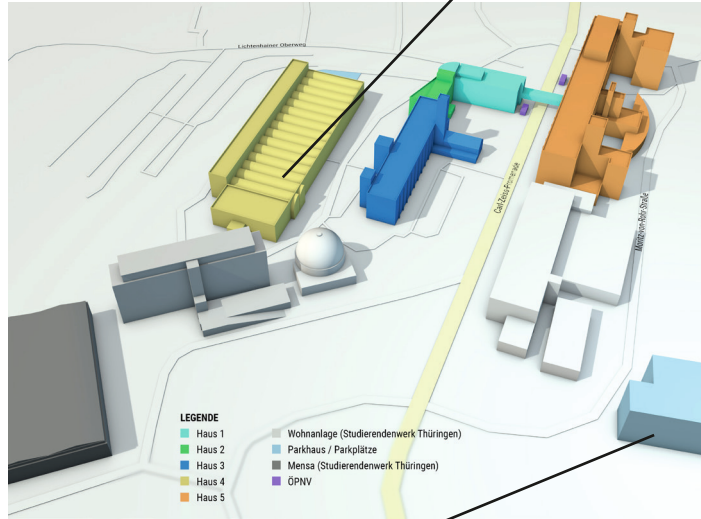 Lichtenhainer Oberweg
Carl-Zeiss-Promenade
Moritz-von-Rohr-Straße
LEGENDE
Haus 1
Haus 2
Haus 3
Haus 4
Haus 5
Wohnanlage (Studierendenwerk Thüringen)
Parkhaus / Parkplätze
Mensa (Studierendenwerk Thüringen)
ÖPNV